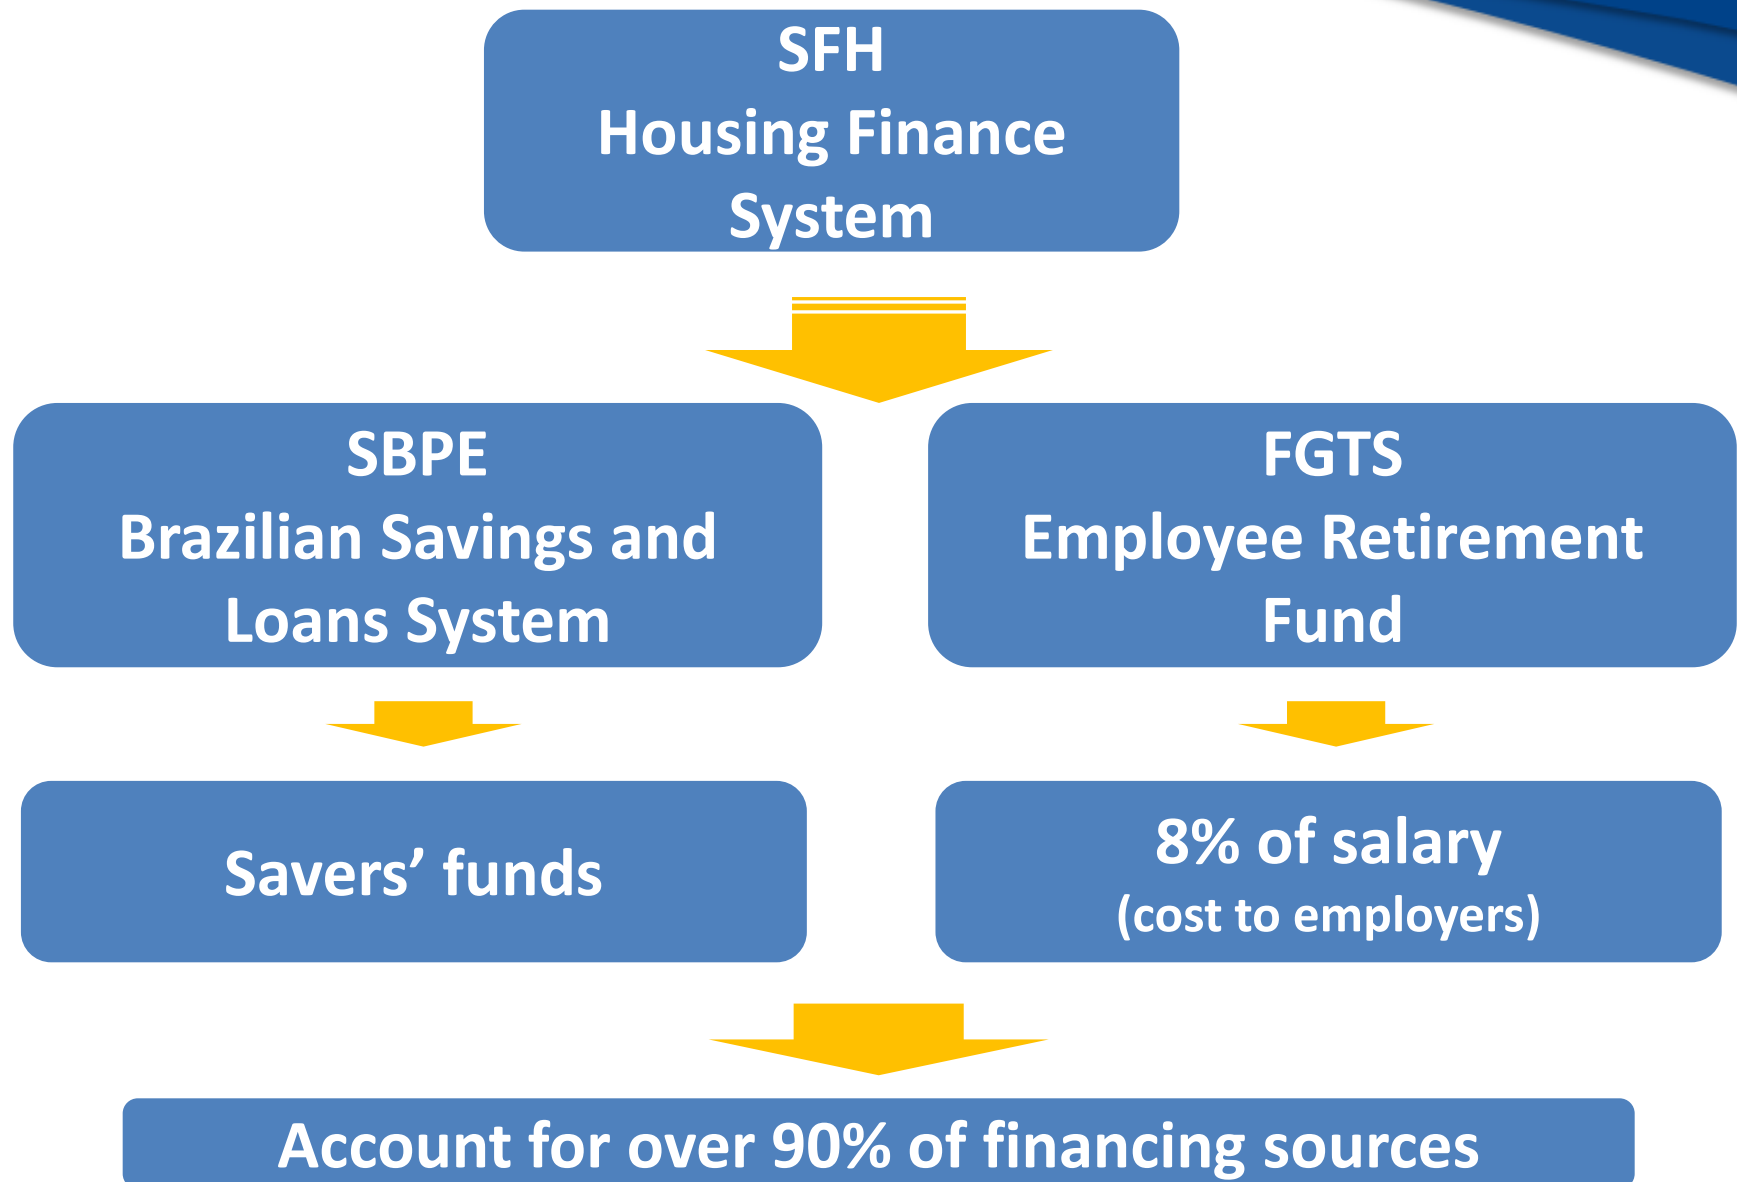 SFH
Housing Finance
System
SBPE
Brazilian Savings and
Loans System
FGTS
Employee Retirement
Fund
Savers’ funds
8% of salary
(cost to employers)
Account for over 90% of financing sources